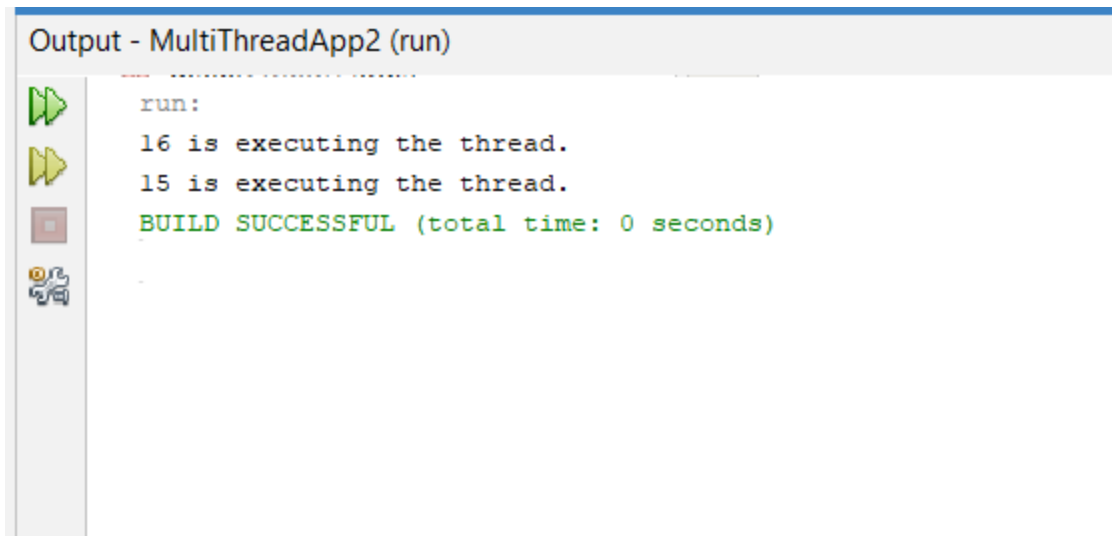 Output - MultiThreadApp2 (run)
run:
16 is executing the thread.
15 is executing the thread.
BUILD SUCCESSFUL (total time: 0 seconds)